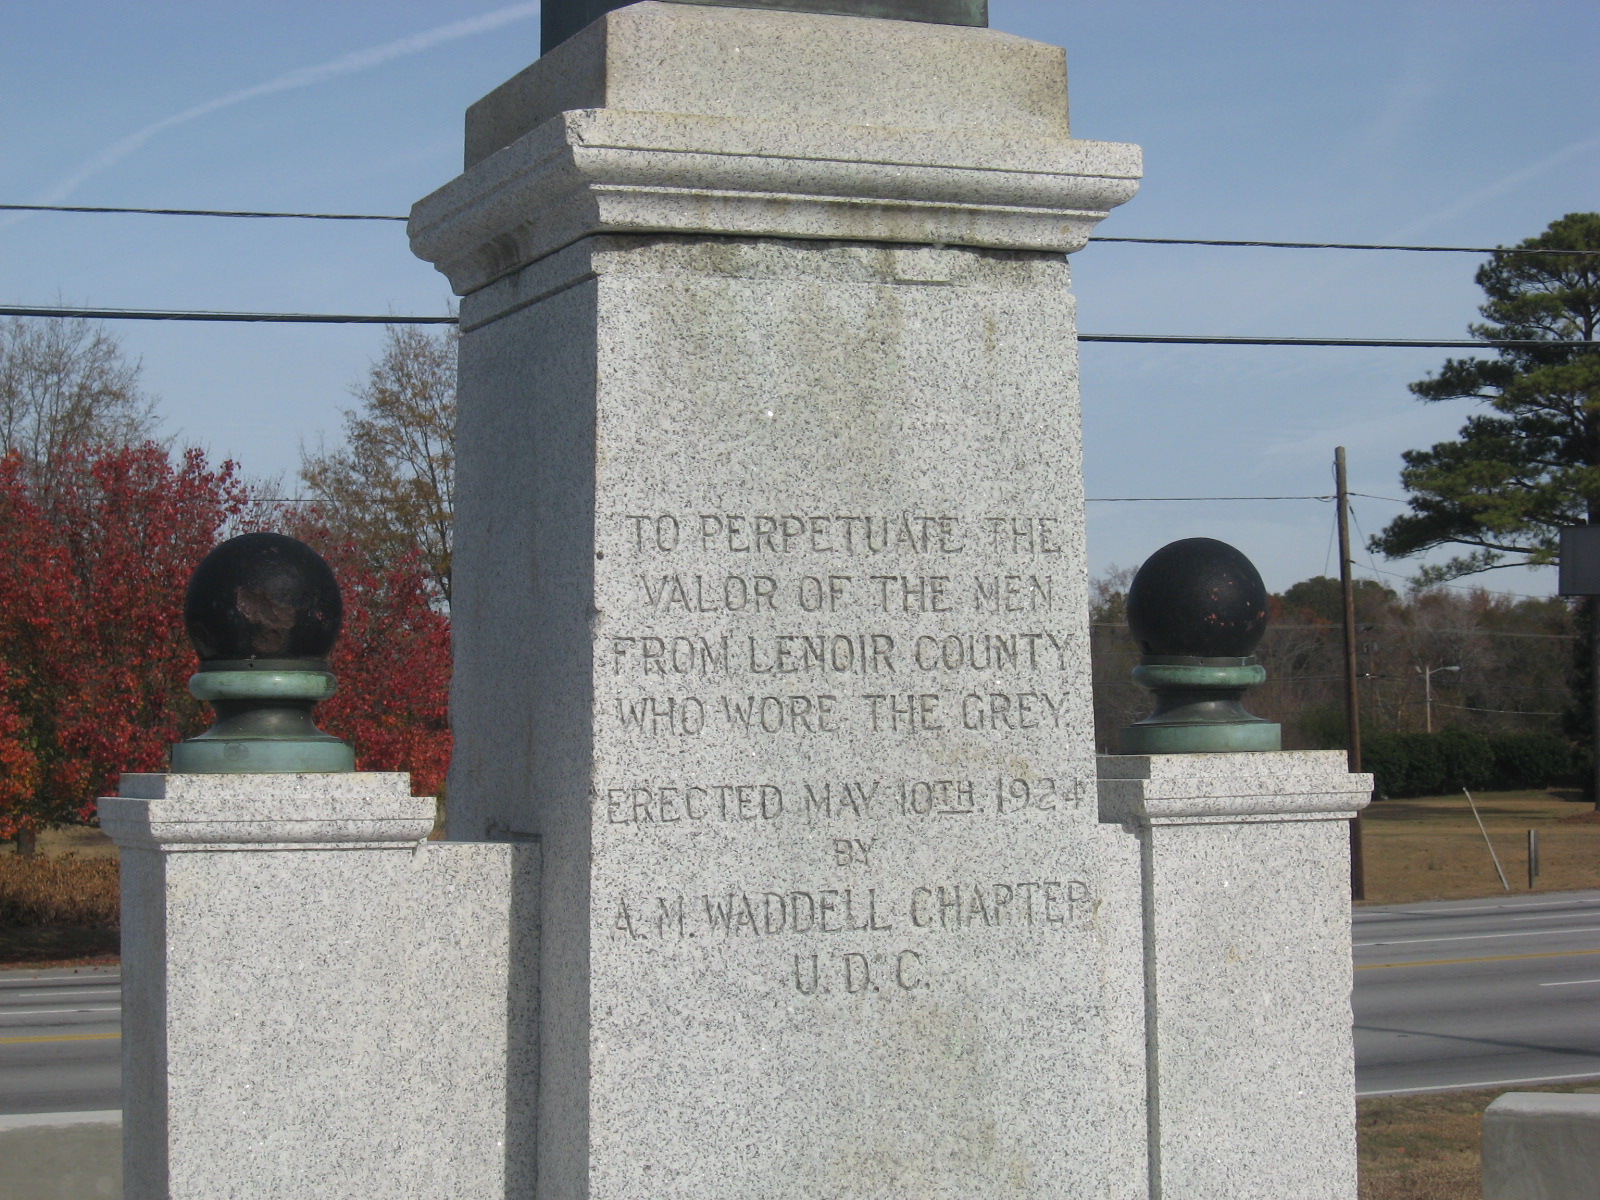 TO PERPETUATE THE
VALOR OF THE MEN
FROM LENOIR COUNTY
WHO WORE THE GREY.
ERECTED MAY 10TH, 1924
BY
A. M. WADDELL CHAPTER
U. D. C.